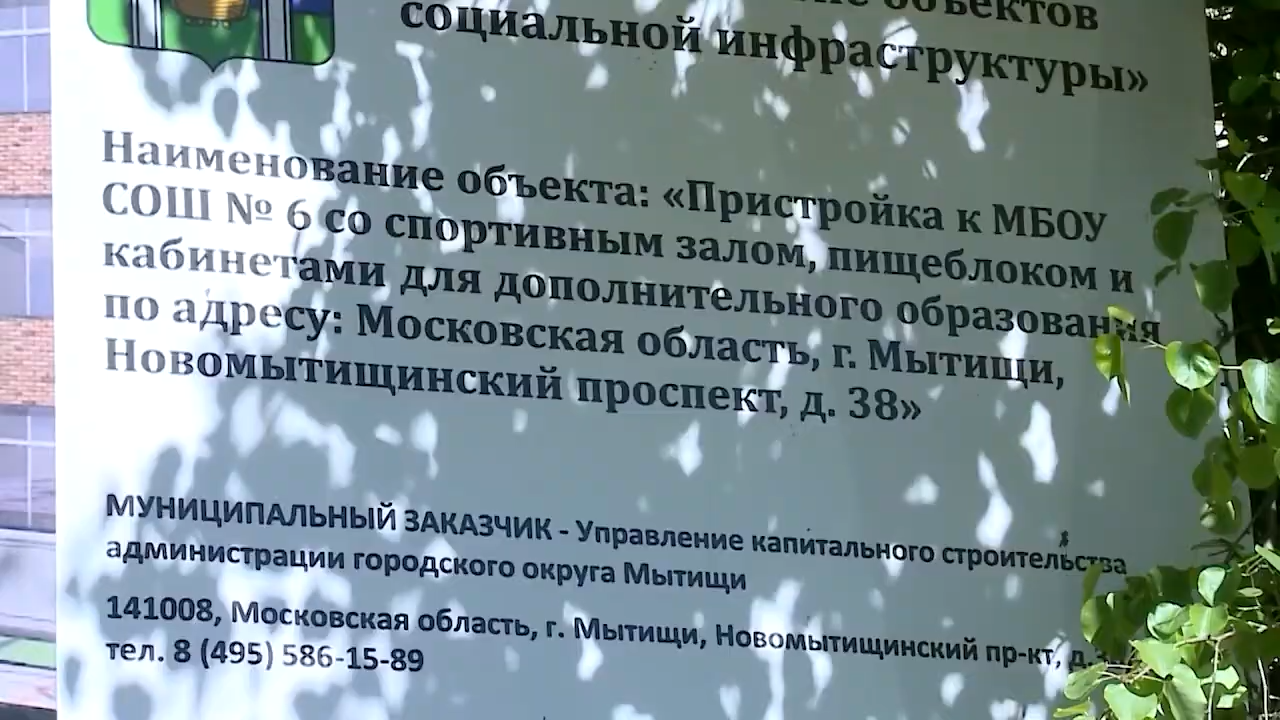 объектов
социальной инфраструктуры»
Наименование объекта: «Пристройка к МБОУ
СОШ № 6 со спортивным залом, пищеблоком и
кабинетами для дополнительного образования
по адресу: Московская область, г. Мытищи,
Новомытищинский проспект, д. 38»
МУНИЦИПАЛЬНЫЙ ЗАКАЗЧИК - Управление капитального строительства
администрации городского округа Мытищи
141008, Московская область, г. Мытищи, Новомытищинский пр-кт, д.
тел. 8 (495) 586-15-89